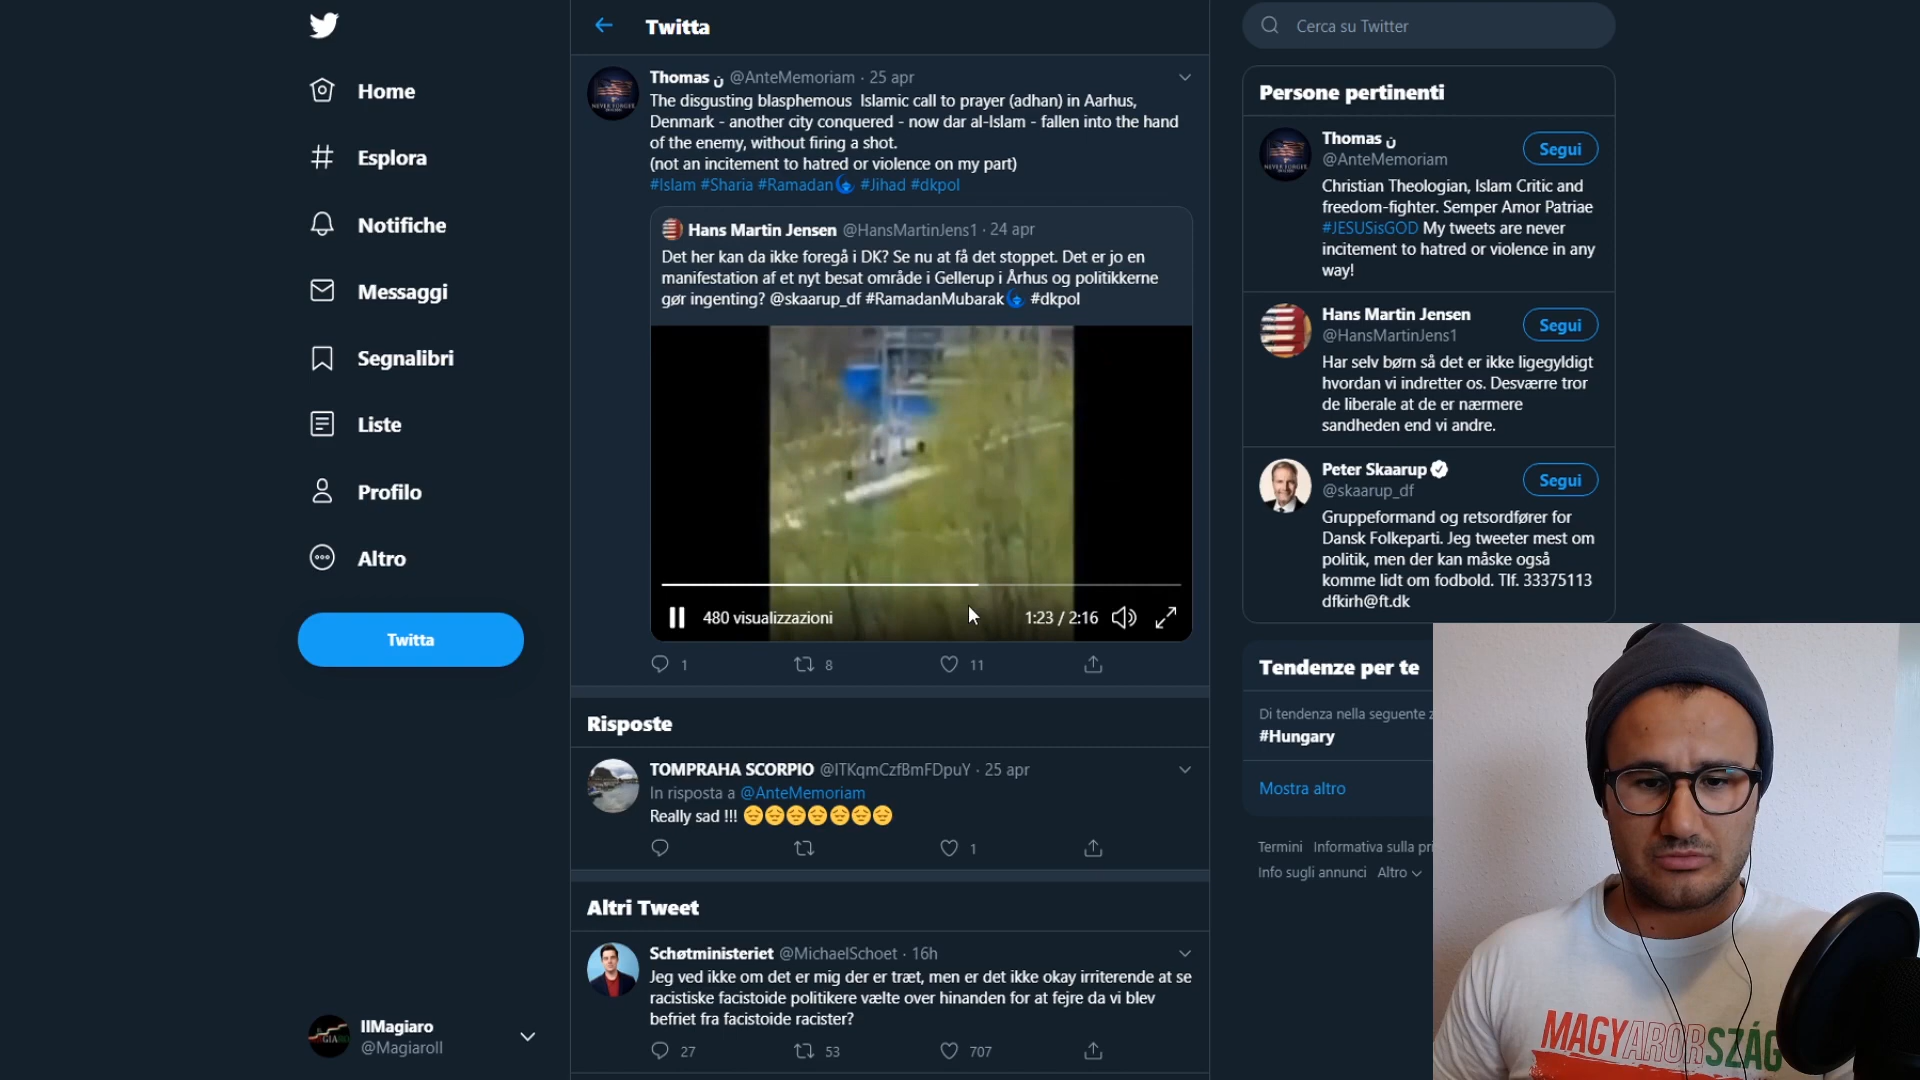 Home
Esplora
Notifiche
Messaggi
Segnalibri
Liste
Profilo
Altro
Twitta
IlMagiaro
@MagiaroIl
Twitta
Thomas ن @AnteMemoriam · 25 apr
The disgusting blasphemous Islamic call to prayer (adhan) in Aarhus,
Denmark - another city conquered - now dar al-Islam - fallen into the hand
of the enemy, without firing a shot.
(not an incitement to hatred or violence on my part)
#Islam #Sharia #Ramadan #Jihad #dkpol
Hans Martin Jensen @HansMartinJens1 · 24 apr
Det her kan da ikke foregå i DK? Se nu at få det stoppet. Det er jo en
manifestation af et nyt besat område i Gellerup i Århus og politikkerne
gør ingenting? @skaarup_df #RamadanMubarak #dkpol
480 visualizzazioni
1:23 / 2:16
1
8
11
Risposte
TOMPRAHA SCORPIO @ITKqmCzfBmFDpuY · 25 apr
In risposta a @AnteMemoriam
Really sad !!! 😔😔😔😔😔😔😔
1
Altri Tweet
Schøtministeriet @MichaelSchoet · 16h
Jeg ved ikke om det er mig der er træt, men er det ikke okay irriterende at se
racistiske facistoide politikere vælte over hinanden for at fejre da vi blev
befriet fra facistoide racister?
27
53
707
Cerca su Twitter
Persone pertinenti
Thomas ن
@AnteMemoriam
Segui
Christian Theologian, Islam Critic and
freedom-fighter. Semper Amor Patriae
#JESUSisGOD My tweets are never
incitement to hatred or violence in any
way!
Hans Martin Jensen
@HansMartinJens1
Segui
Har selv børn så det er ikke ligegyldigt
hvordan vi indretter os. Desværre tror
de liberale at de er nærmere
sandheden end vi andre.
Peter Skaarup
@skaarup_df
Segui
Gruppeformand og retsordfører for
Dansk Folkeparti. Jeg tweeter mest om
politik, men der kan måske også
komme lidt om fodbold. Tlf. 33375113
dfkirh@ft.dk
Tendenze per te
Di tendenza nella seguente z
#Hungary
Mostra altro
Termini Informativa sulla pri
Info sugli annunci Altro
MAGYARORSZÁG